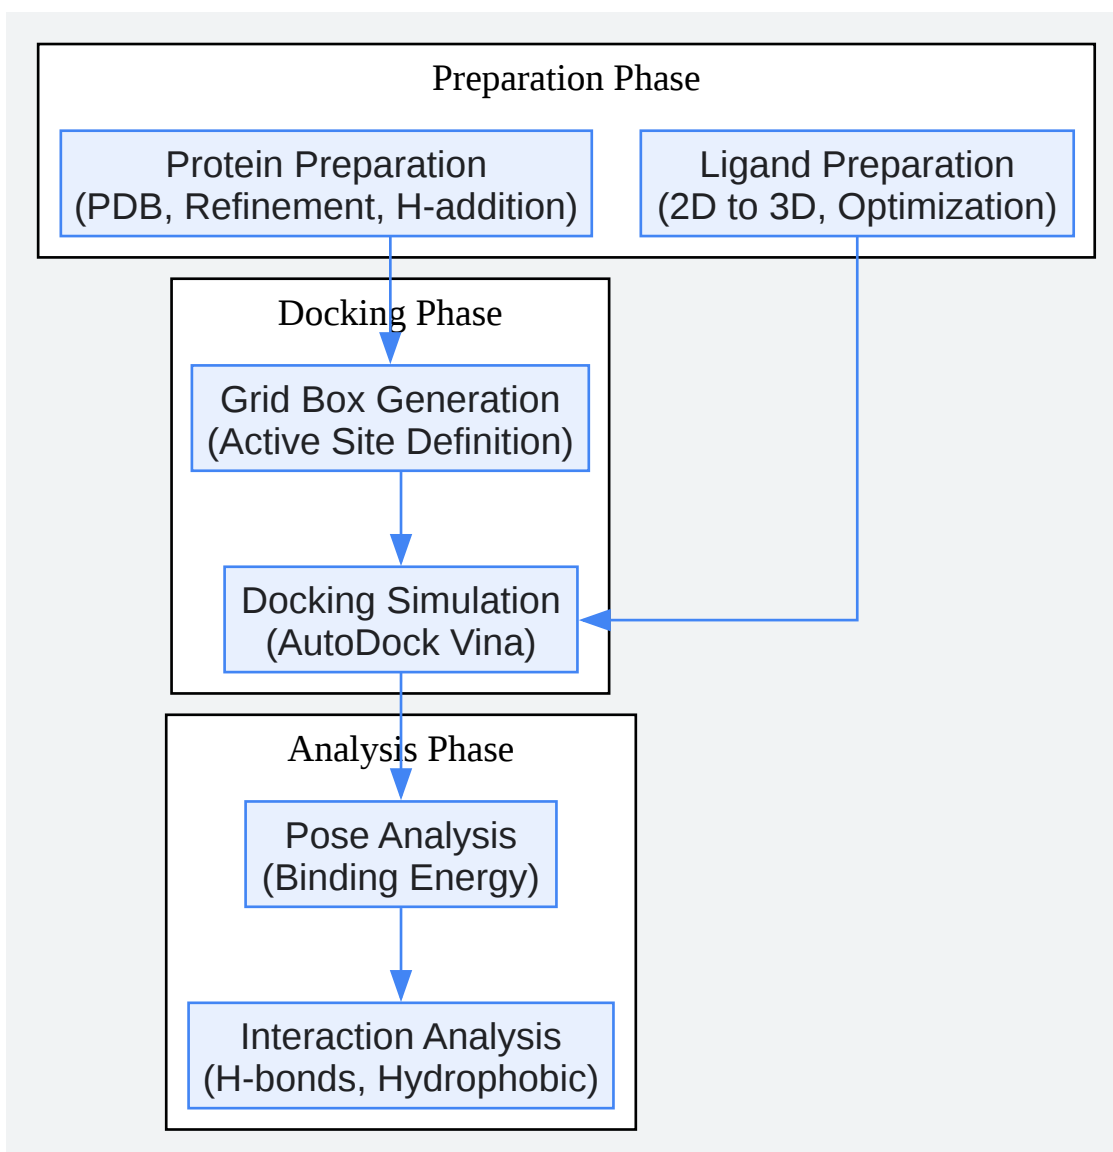 Preparation Phase
Protein Preparation
(PDB, Refinement, H-addition)
Ligand Preparation
(2D to 3D, Optimization)
Docking Phase
Grid Box Generation
(Active Site Definition)
Docking Simulation
(AutoDock Vina)
Analysis Phase
Pose Analysis
(Binding Energy)
Interaction Analysis
(H-bonds, Hydrophobic)